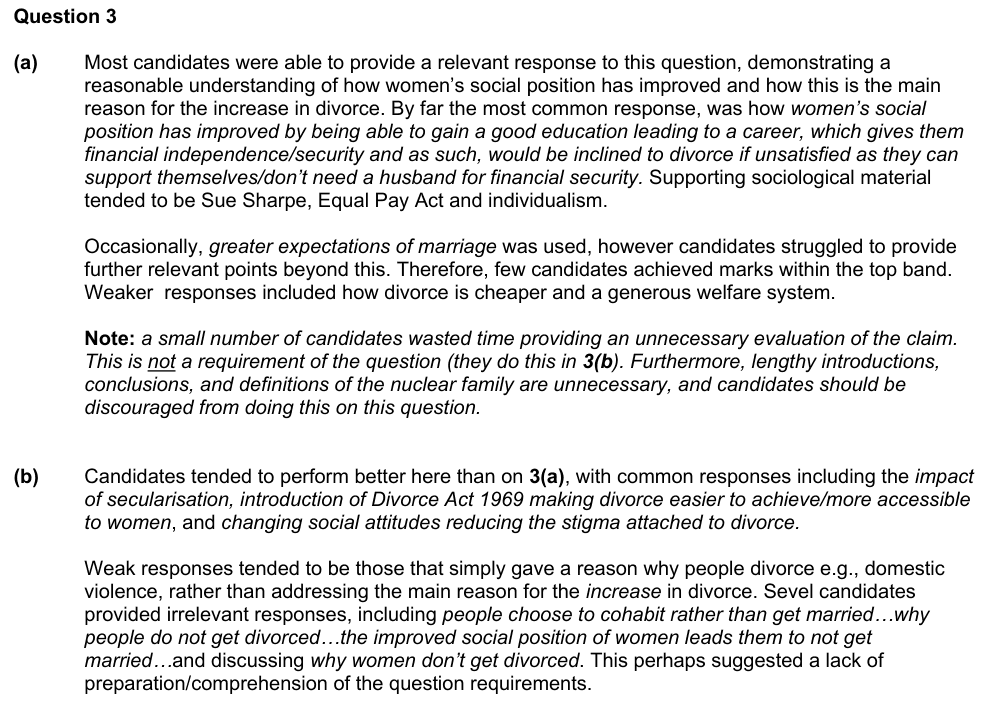 Question 3
(a) Most candidates were able to provide a relevant response to this question, demonstrating a
reasonable understanding of how women's social position has improved and how this is the main
reason for the increase in divorce. By far the most common response, was how women's social
position has improved by being able to gain a good education leading to a career, which gives them
financial independence/security and as such, would be inclined to divorce if unsatisfied as they can
support themselves/don't need a husband for financial security. Supporting sociological material
tended to be Sue Sharpe, Equal Pay Act and individualism.
Occasionally, greater expectations of marriage was used, however candidates struggled to provide
further relevant points beyond this. Therefore, few candidates achieved marks within the top band.
Weaker responses included how divorce is cheaper and a generous welfare system.
Note: a small number of candidates wasted time providing an unnecessary evaluation of the claim.
This is not a requirement of the question (they do this in 3(b). Furthermore, lengthy introductions,
conclusions, and definitions of the nuclear family are unnecessary, and candidates should be
discouraged from doing this on this question.
(b) Candidates tended to perform better here than on 3(a), with common responses including the impact
of secularisation, introduction of Divorce Act 1969 making divorce easier to achieve/more accessible
to women, and changing social attitudes reducing the stigma attached to divorce.
Weak responses tended to be those that simply gave a reason why people divorce e.g., domestic
violence, rather than addressing the main reason for the increase in divorce. Sevel candidates
provided irrelevant responses, including people choose to cohabit rather than get married…why
people do not get divorced…the improved social position of women leads them to not get
married…and discussing why women don't get divorced. This perhaps suggested a lack of
preparation/comprehension of the question requirements.